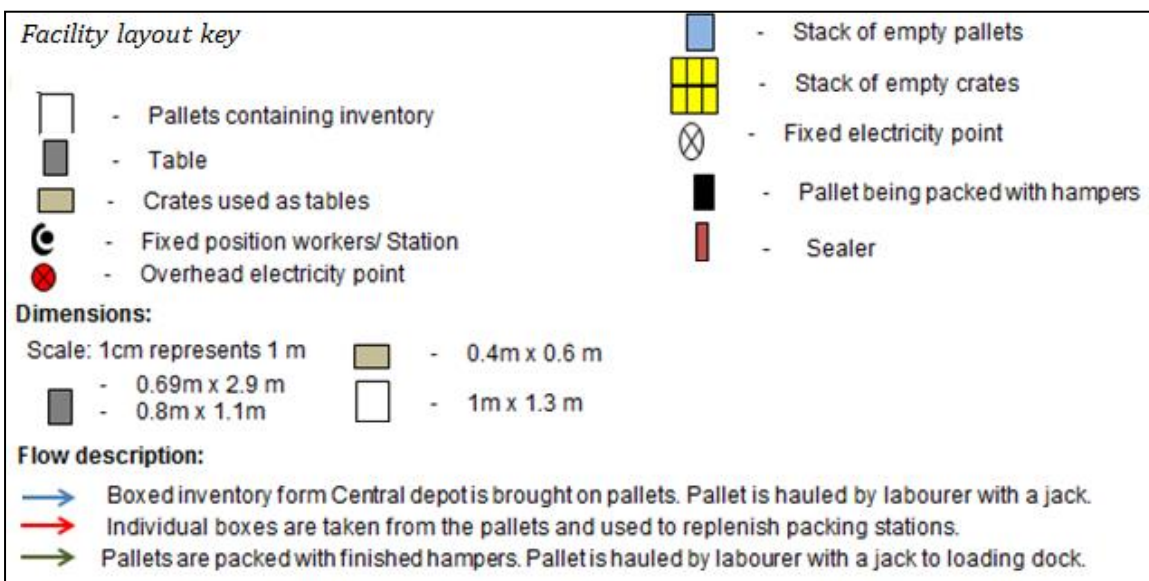 Facility layout key
- Pallets containing inventory
- Table
- Crates used as tables
- Fixed position workers/ Station
- Overhead electricity point
- Stack of empty pallets
- Stack of empty crates
- Fixed electricity point
- Pallet being packed with hampers
- Sealer
Dimensions:
Scale: 1cm represents 1 m
- 0.69m x 2.9 m
- 0.8m x 1.1m
- 0.4m x 0.6 m
- 1m x 1.3 m
Flow description:
Boxed inventory form Central depot is brought on pallets. Pallet is hauled by labourer with a jack.
Individual boxes are taken from the pallets and used to replenish packing stations.
Pallets are packed with finished hampers. Pallet is hauled by labourer with a jack to loading dock.